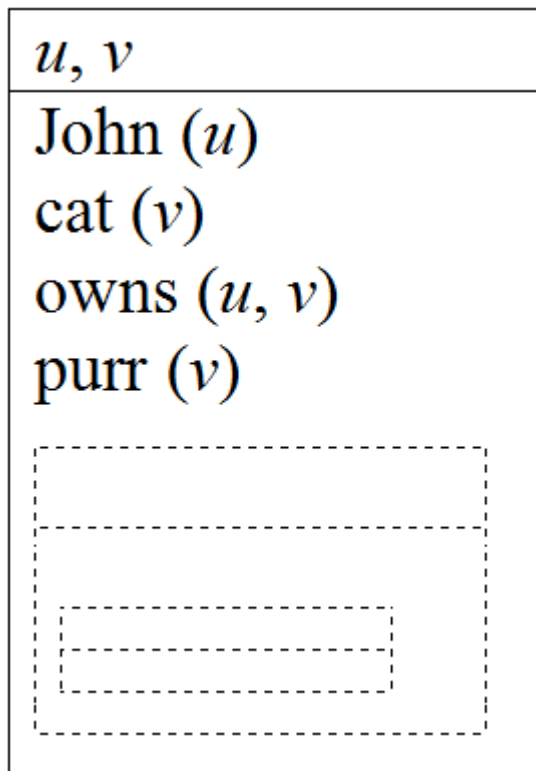 u, v
John (u)
cat (v)
owns (u, v)
purr (v)